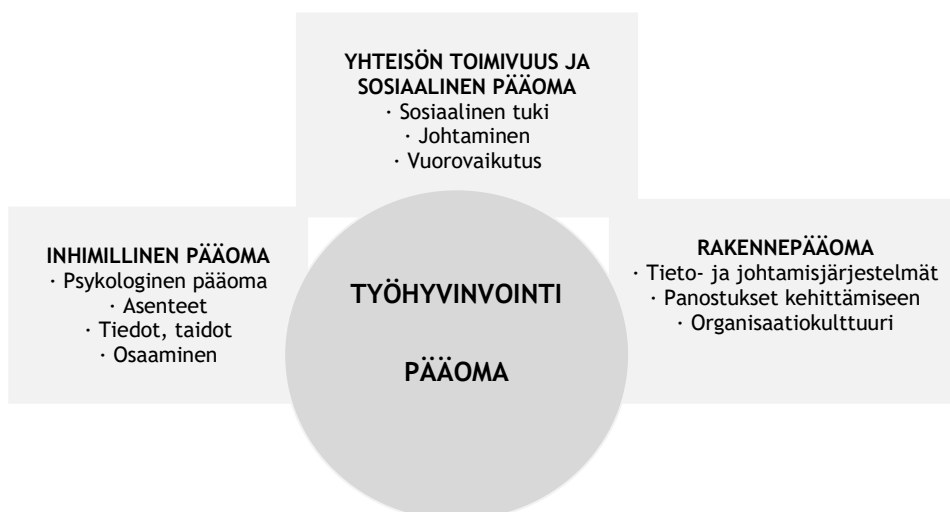 YHTEISÖN TOIMIVUUS JA
SOSIAALINEN PÄÄOMA
· Sosiaalinen tuki
· Johtaminen
· Vuorovaikutus
INHIMILLINEN PÄÄOMA
· Psykologinen pääoma
· Asenteet
· Tiedot, taidot
· Osaaminen
TYÖHYVINVOINTI
PÄÄOMA
RAKENNEPÄÄOMA
· Tieto- ja johtamisjärjestelmät
· Panostukset kehittämiseen
· Organisaatiokulttuuri